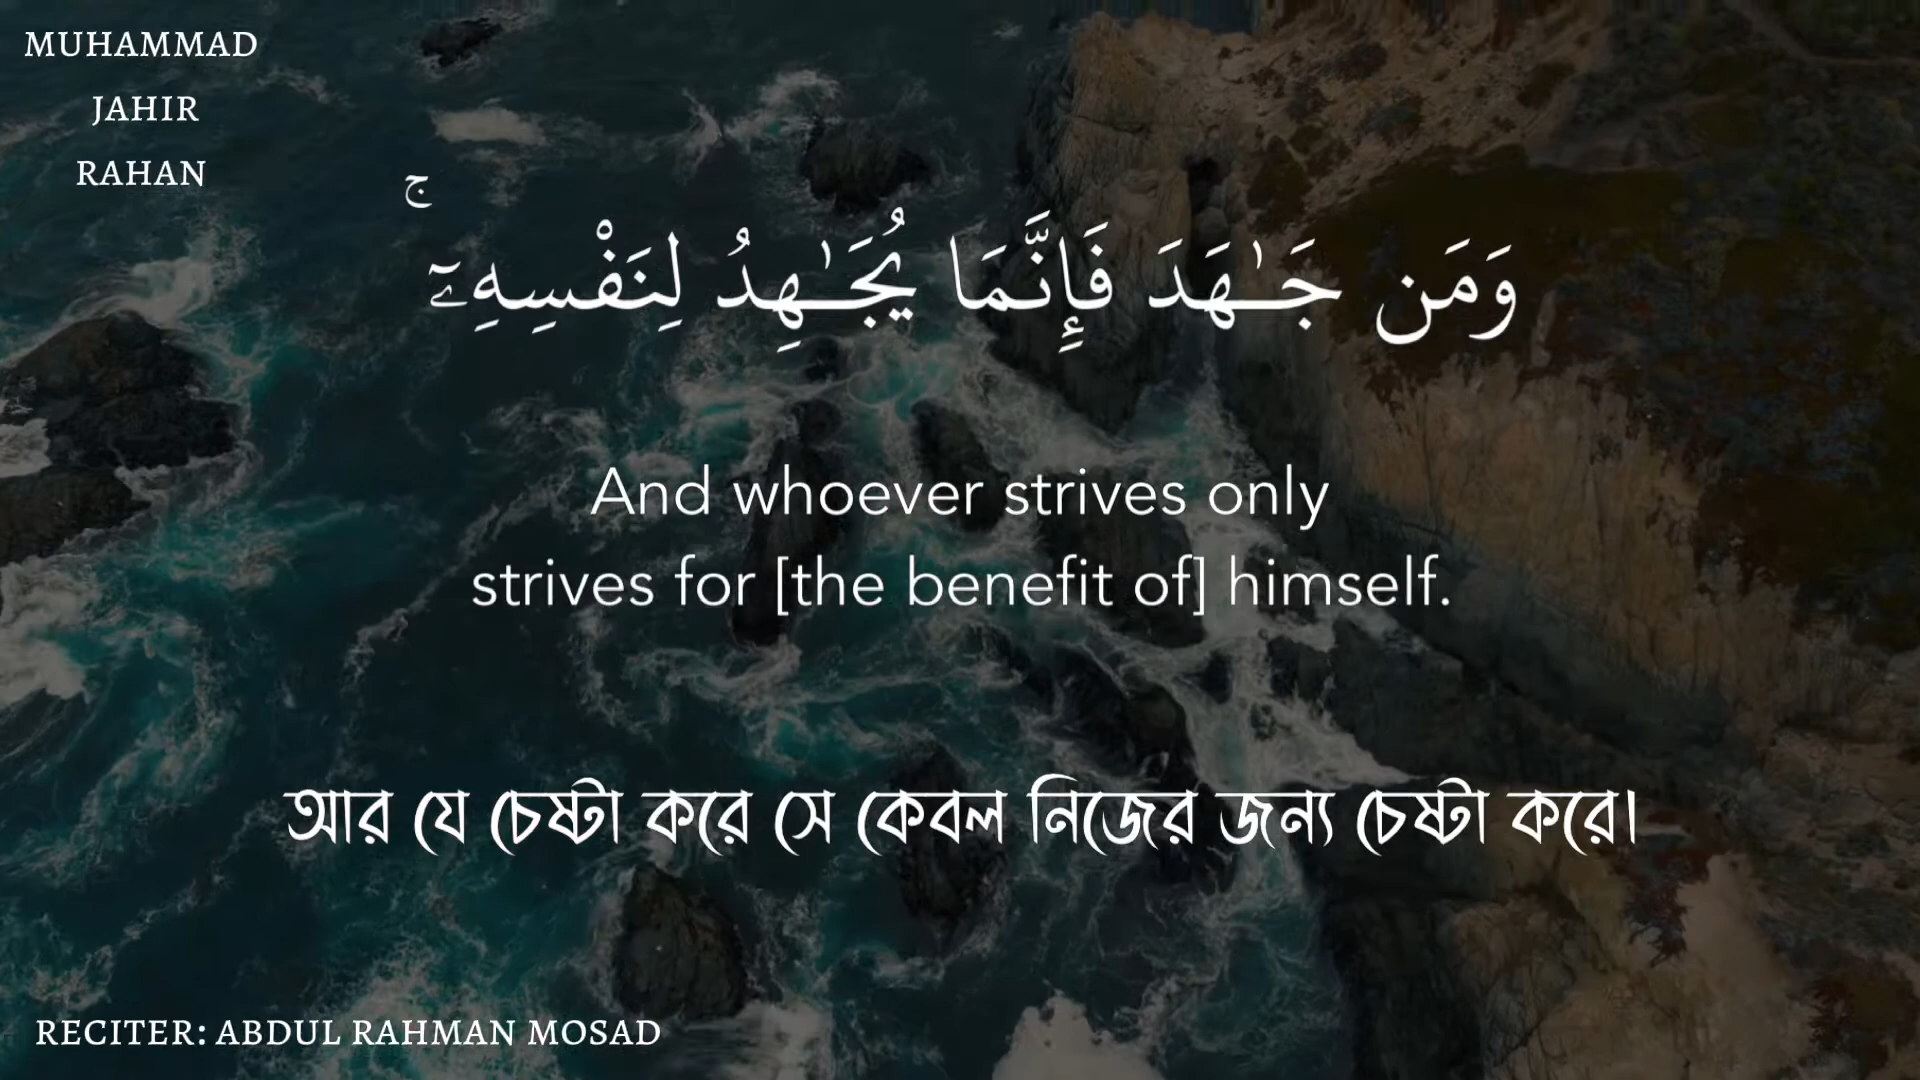 MUHAMMAD
JAHIR
RAHAN
وَمَن جَـٰهَدَ فَإِنَّمَا يُجَـٰهِدُ لِنَفْسِهِۦٓ ۚ
And whoever strives only
strives for [the benefit of] himself.
আর যে চেষ্টা করে সে কেবল নিজের জন্য চেষ্টা করে।
RECITER: ABDUL RAHMAN MOSAD